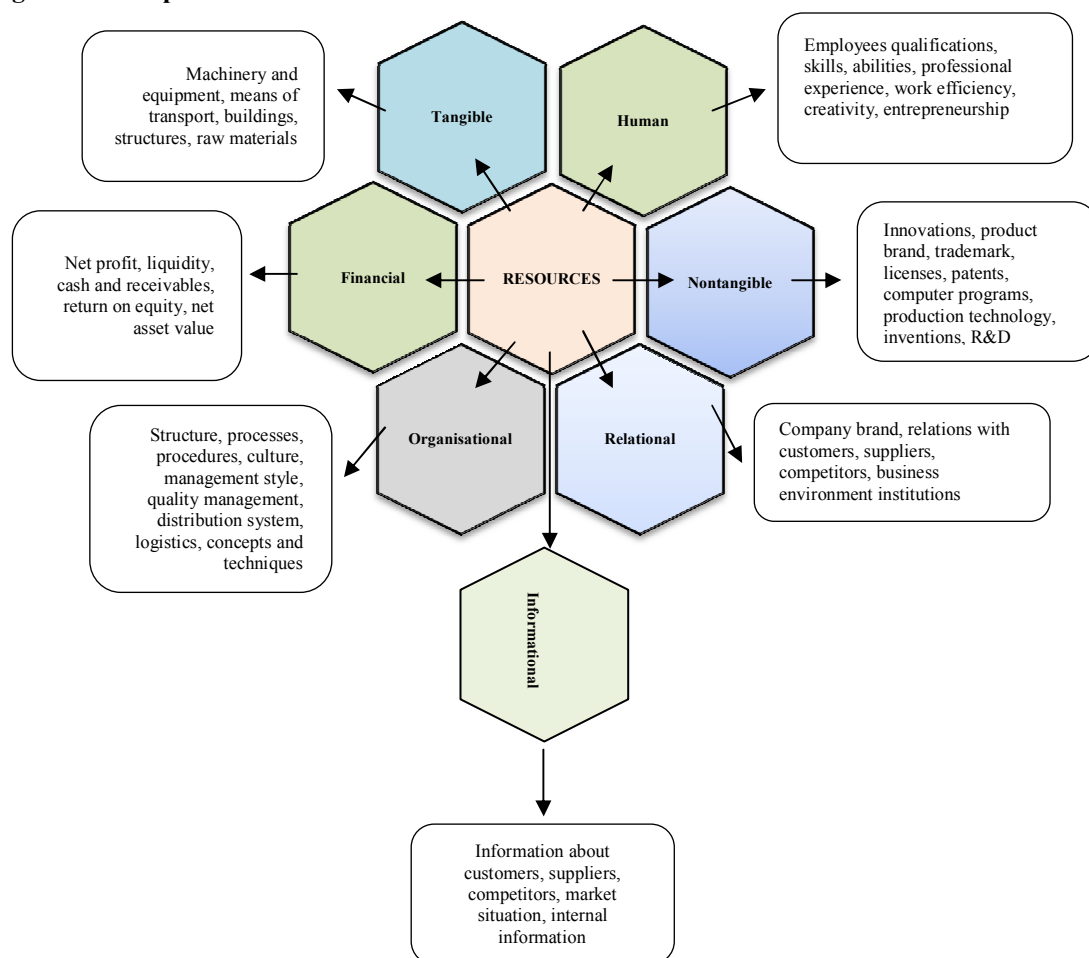 Machinery and
equipment, means of
transport, buildings,
structures, raw materials
Tangible
Human
Employees qualifications,
skills, abilities, professional
experience, work efficiency,
creativity, entrepreneurship
Net profit, liquidity,
cash and receivables,
return on equity, net
asset value
Financial
RESOURCES
Nontangible
Innovations, product
brand, trademark,
licenses, patents,
computer programs,
production technology,
inventions, R&D
Structure, processes,
procedures, culture,
management style,
quality management,
distribution system,
logistics, concepts and
techniques
Organisational
Relational
Company brand, relations with
customers, suppliers,
competitors, business
environment institutions
Informational
Information about
customers, suppliers,
competitors, market
situation, internal
information